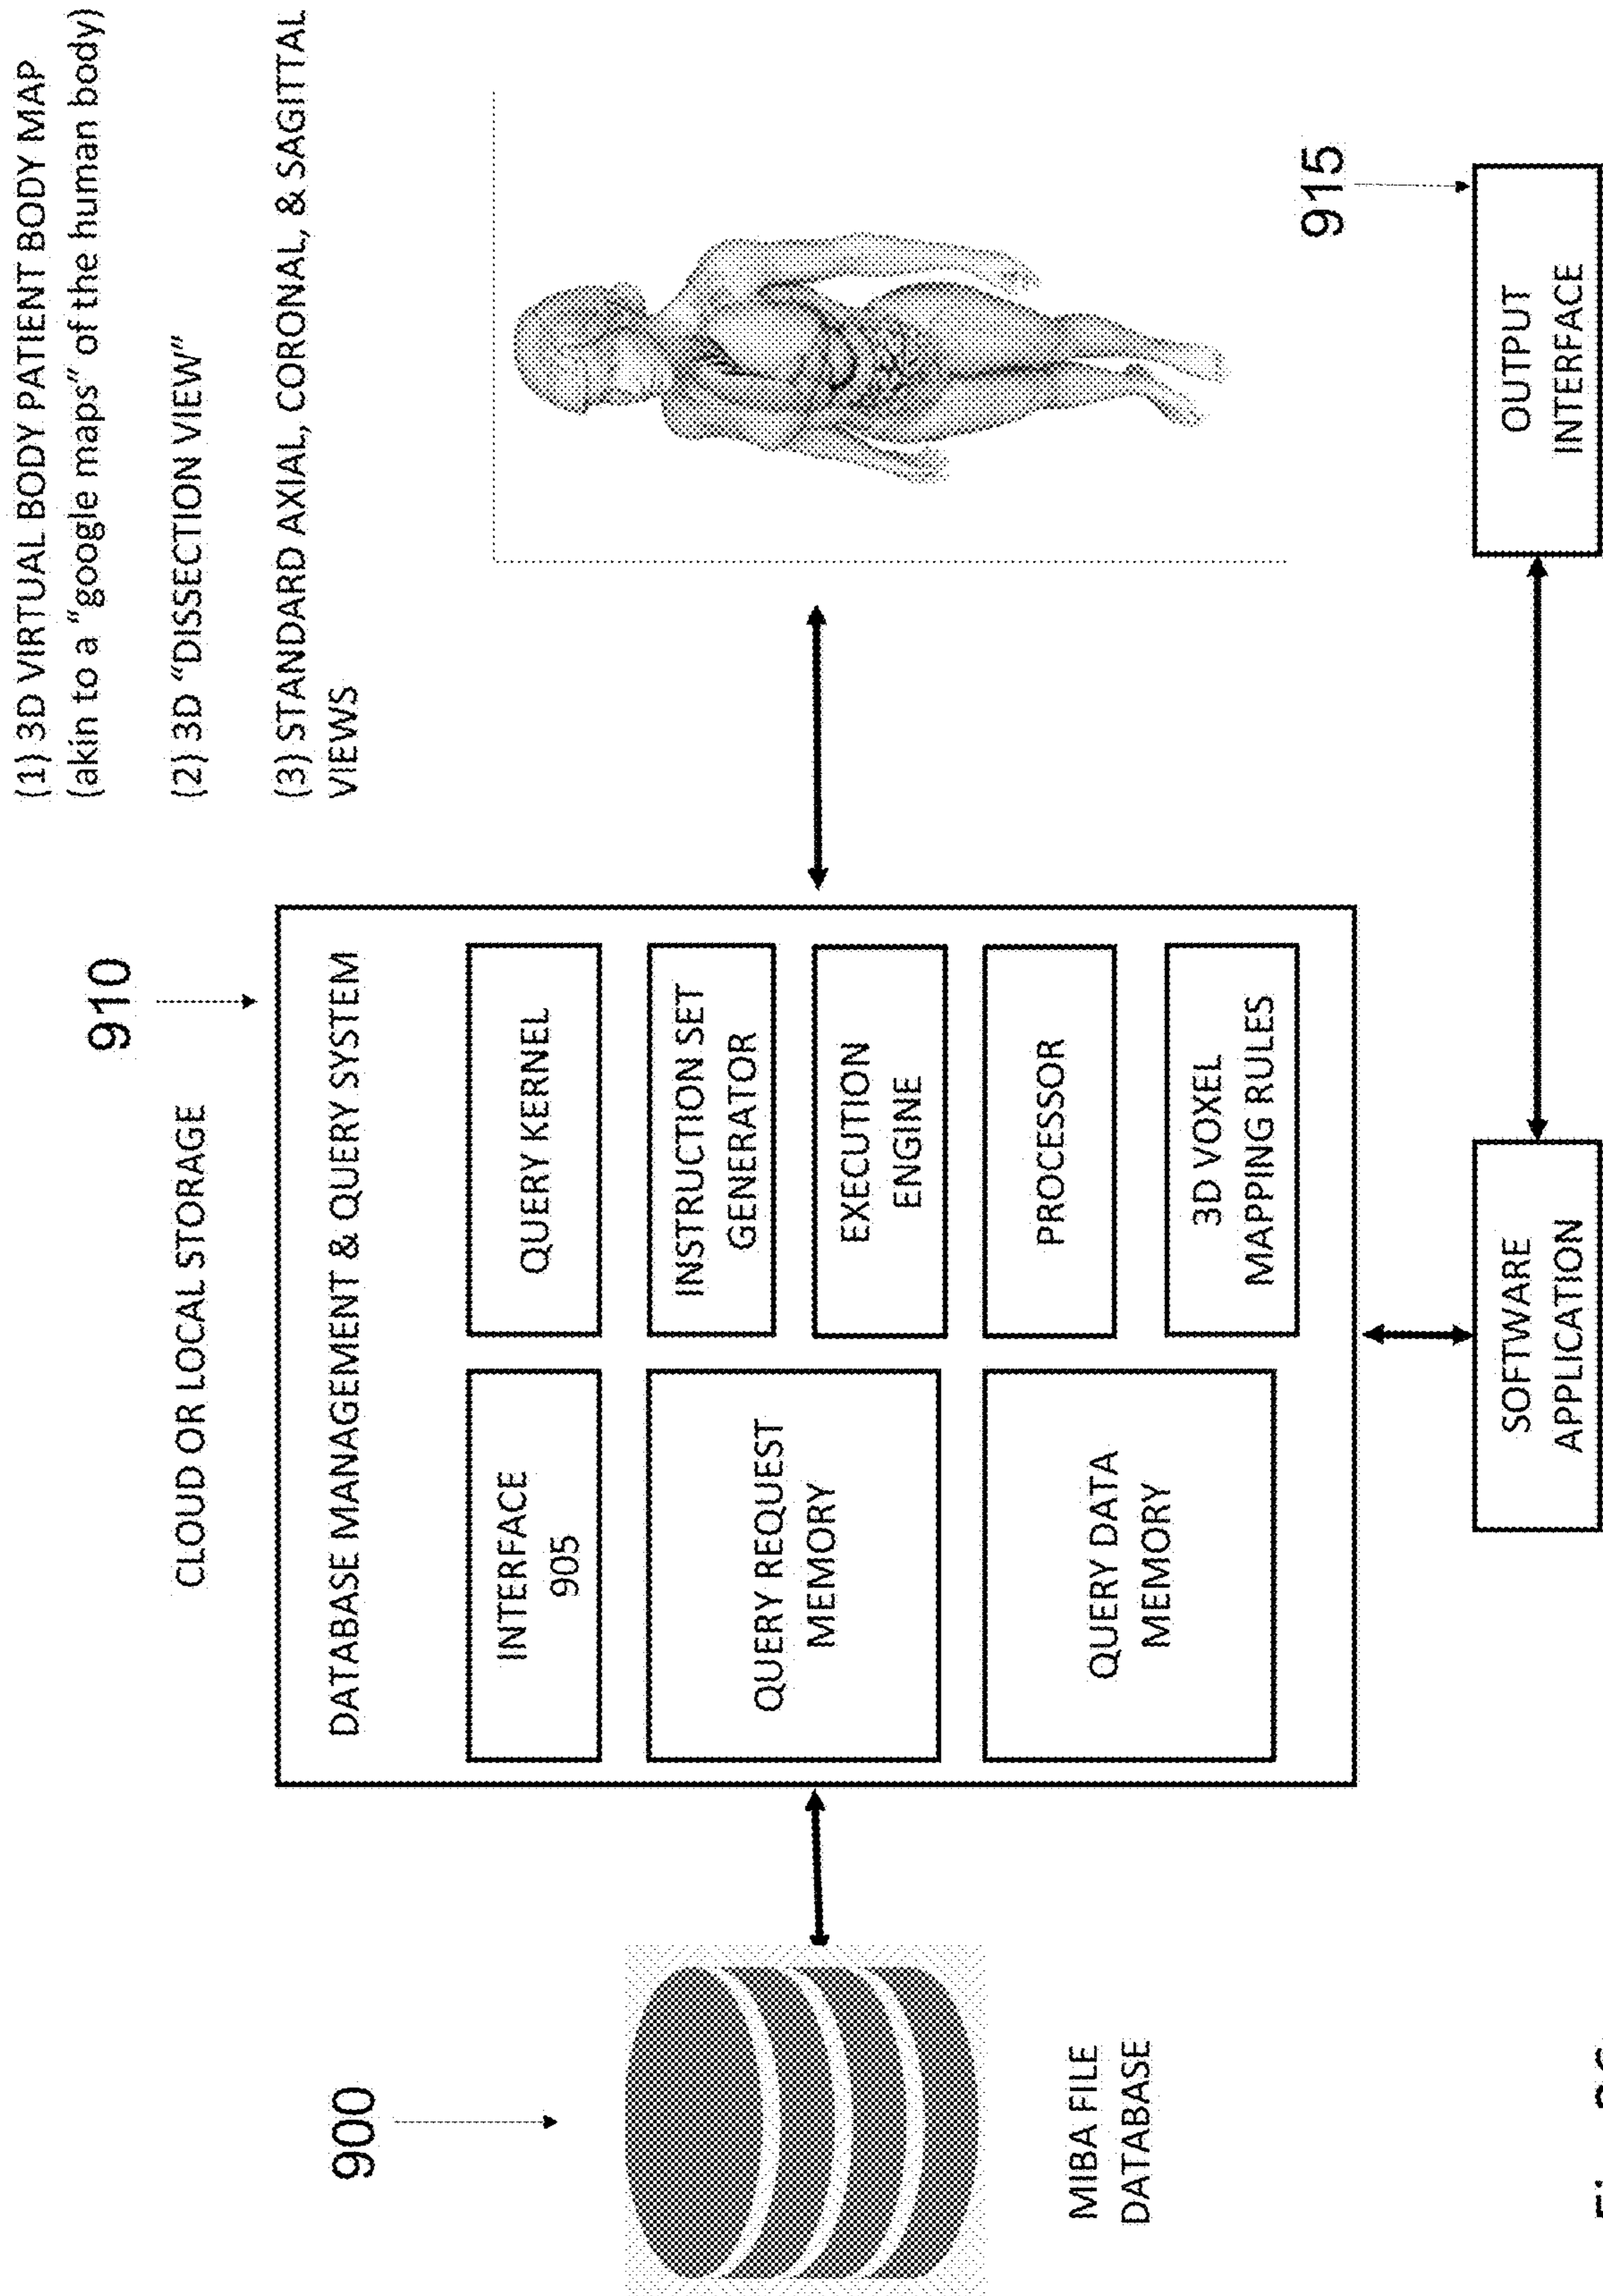 (1) 3D VIRTUAL BODY PATIENT BODY MAP
(akin to a "google maps" of the human body)
(2) 3D "DISSECTION VIEW"
(3) STANDARD AXIAL, CORONAL, & SAGITTAL
VIEWS
910
CLOUD OR LOCAL STORAGE
DATABASE MANAGEMENT & QUERY SYSTEM
INTERFACE
905
QUERY KERNEL
QUERY REQUEST
MEMORY
INSTRUCTION SET
GENERATOR
EXECUTION
ENGINE
QUERY DATA
MEMORY
PROCESSOR
3D VOXEL
MAPPING RULES
900
MIBA FILE
DATABASE
915
SOFTWARE
APPLICATION
OUTPUT
INTERFACE